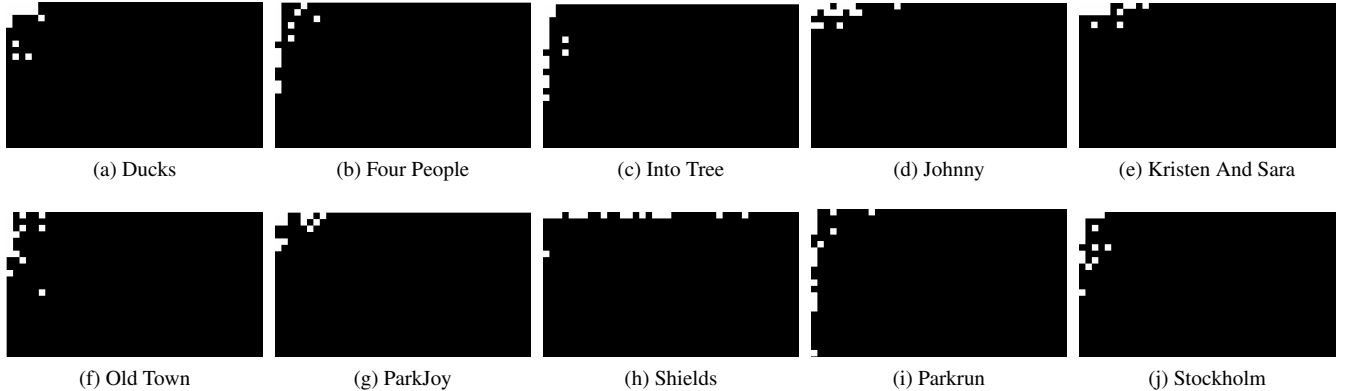 (a) Ducks
(b) Four People
(c) Into Tree
(d) Johnny
(e) Kristen And Sara
(f) Old Town
(g) ParkJoy
(h) Shields
(i) Parkrun
(j) Stockholm